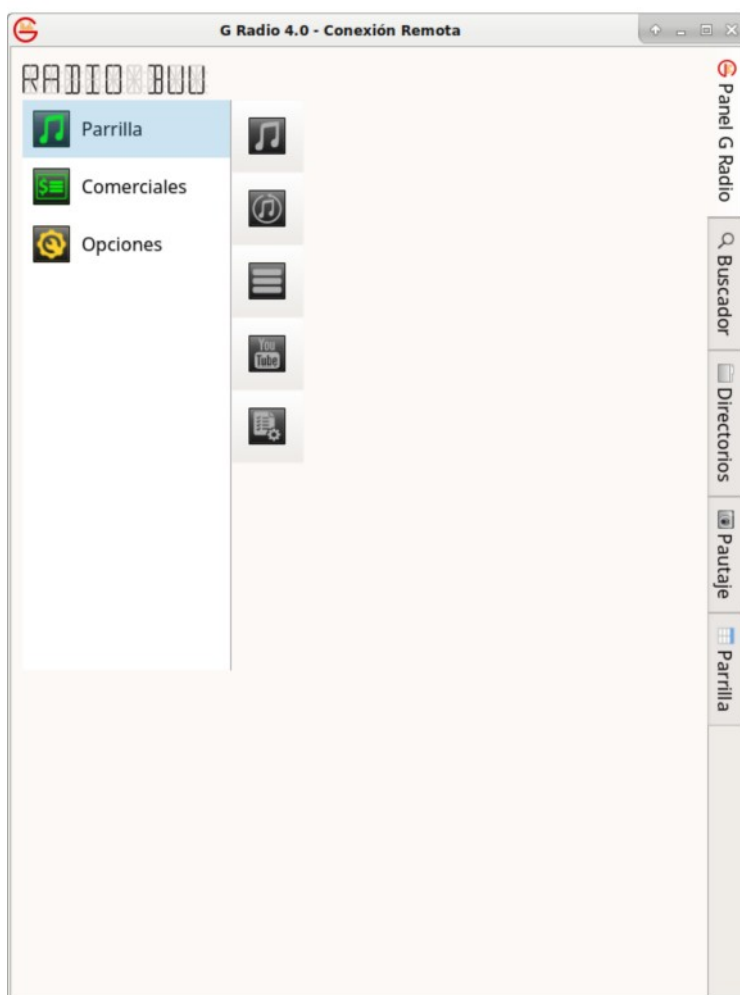 G Radio 4.0 - Conexión Remota
RADIO BUU
Parrilla
Comerciales
Opciones
You
Tube
Panel G Radio
Buscador
Directorios
Pautaje
Parrilla